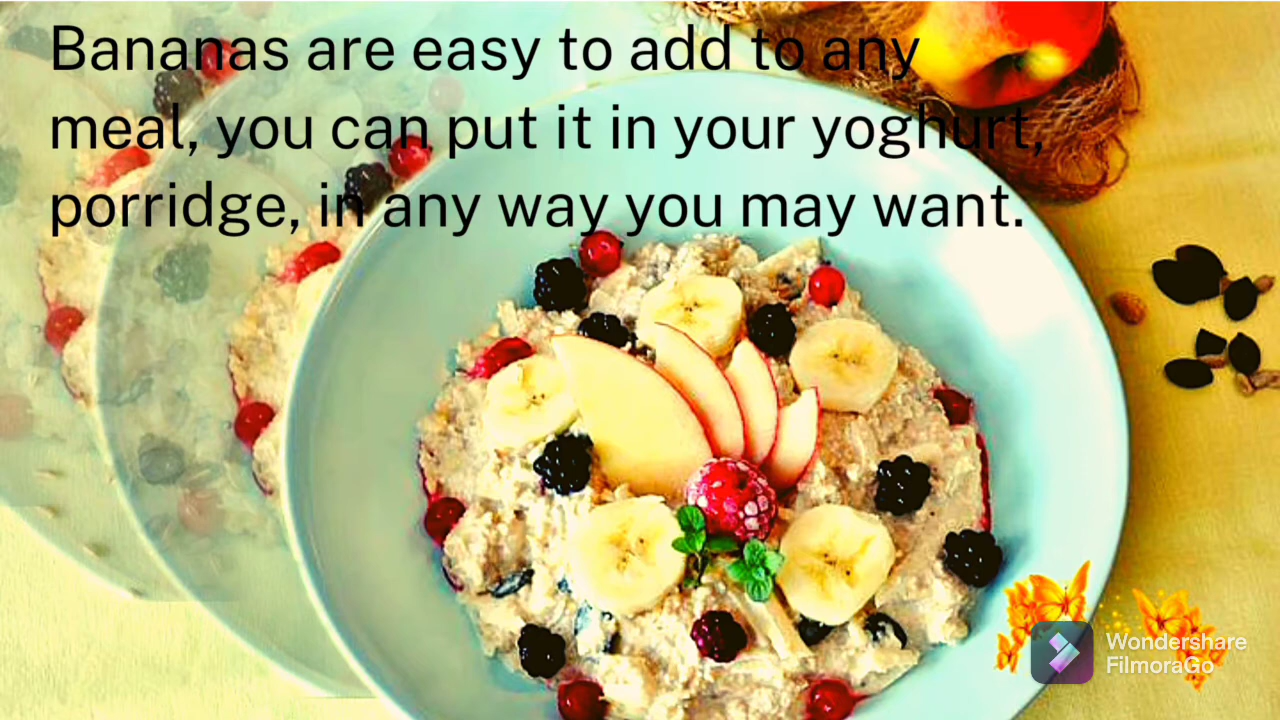 Bananas are easy to add to any
meal, you can put it in your yoghurt,
porridge, in any way you may want.
Wondershare
FilmoraGo